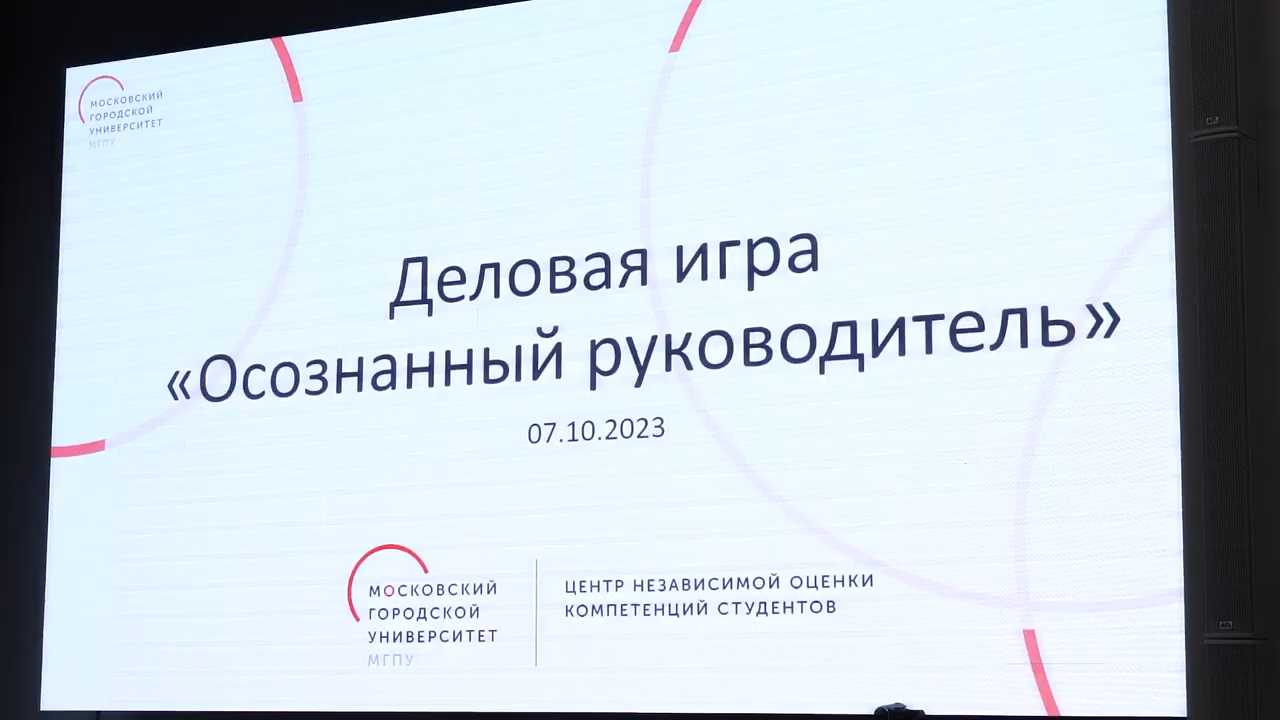 МОСКОВСКИЙ
ГОРОДСКОЙ
УНИВЕРСИТЕТ
МГПУ
Деловая игра
«Осознанный руководитель»
07.10.2023
МОСКОВСКИЙ
ГОРОДСКОЙ
УНИВЕРСИТЕТ
МГПУ
ЦЕНТР НЕЗАВИСИМОЙ ОЦЕНКИ
КОМПЕТЕНЦИЙ СТУДЕНТОВ